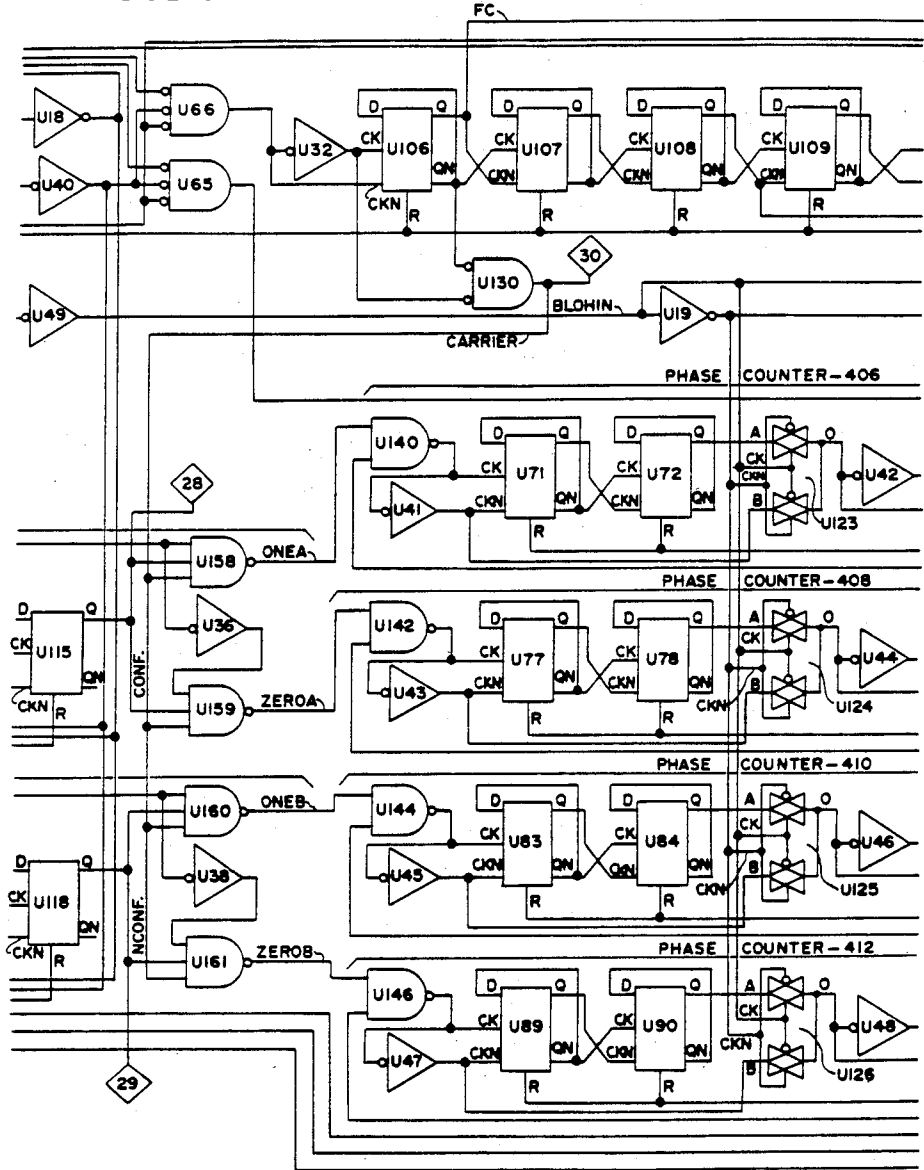 FC
U18
U66
U32
D Q
CK
U106
QN
CKN
R
D Q
CK
U107
CKN QN
R
D Q
CK
U108
CKN QN
R
D Q
CK
U109
CKN QN
R
U40
U65
U130
30
U49
BLOHIN
U19
CARRIER
PHASE COUNTER-406
U140
D Q
CK
U71
CKN QN
R
D Q
U72
QN
R
A O
CK
CKN
B
U123
U42
U41
28
U158
ONEA
U36
PHASE COUNTER-408
U142
D Q
CK
U77
CKN QN
R
D Q
CK
U78
CKN QN
R
A O
CK
CKN
B
U124
U44
U43
D Q
CK
U115
QN
CKN
R
CONF.
U159
ZEROA
PHASE COUNTER-410
U160
ONEB
U144
D Q
CK
U83
CKN QN
R
D Q
CK
U84
QN
R
A O
CK
CKN
B
U125
U46
U45
D Q
CK
U118
QN
CKN
R
U38
NCONF.
U161
ZEROB
PHASE COUNTER-412
U146
D Q
CK
U89
CKN QN
R
D Q
CK
U90
CKN QN
R
A O
CK
CKN
B
U126
U48
U47
29